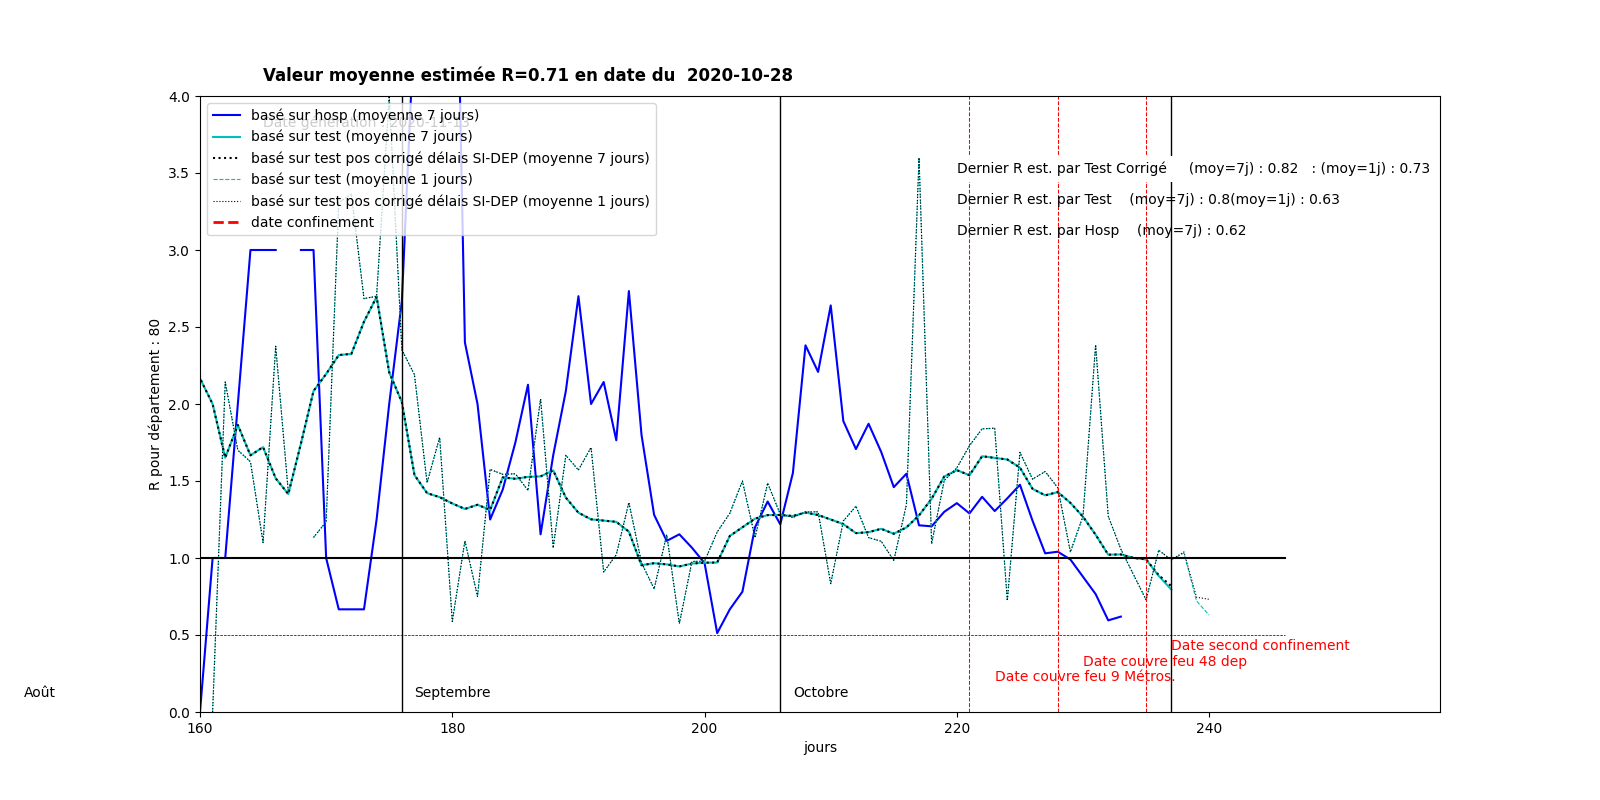 Valeur moyenne estimée R=0.71 en date du  2020-10-28
4.0
3.5
3.0
2.5
2.0
1.5
1.0
0.5
0.0
R pour département : 80
basé sur hosp (moyenne 7 jours)
basé sur test (moyenne 7 jours)
basé sur test pos corrigé délais SI-DEP (moyenne 7 jours)
basé sur test (moyenne 1 jours)
basé sur test pos corrigé délais SI-DEP (moyenne 1 jours)
date confinement
Dernier R est. par Test Corrigé     (moy=7j) : 0.82   : (moy=1j) : 0.73
Dernier R est. par Test    (moy=7j) : 0.8(moy=1j) : 0.63
Dernier R est. par Hosp    (moy=7j) : 0.62
Date second confinement
Date couvre feu 48 dep
Date couvre feu 9 Métros.
Août
Septembre
Octobre
160
180
200
220
240
jours